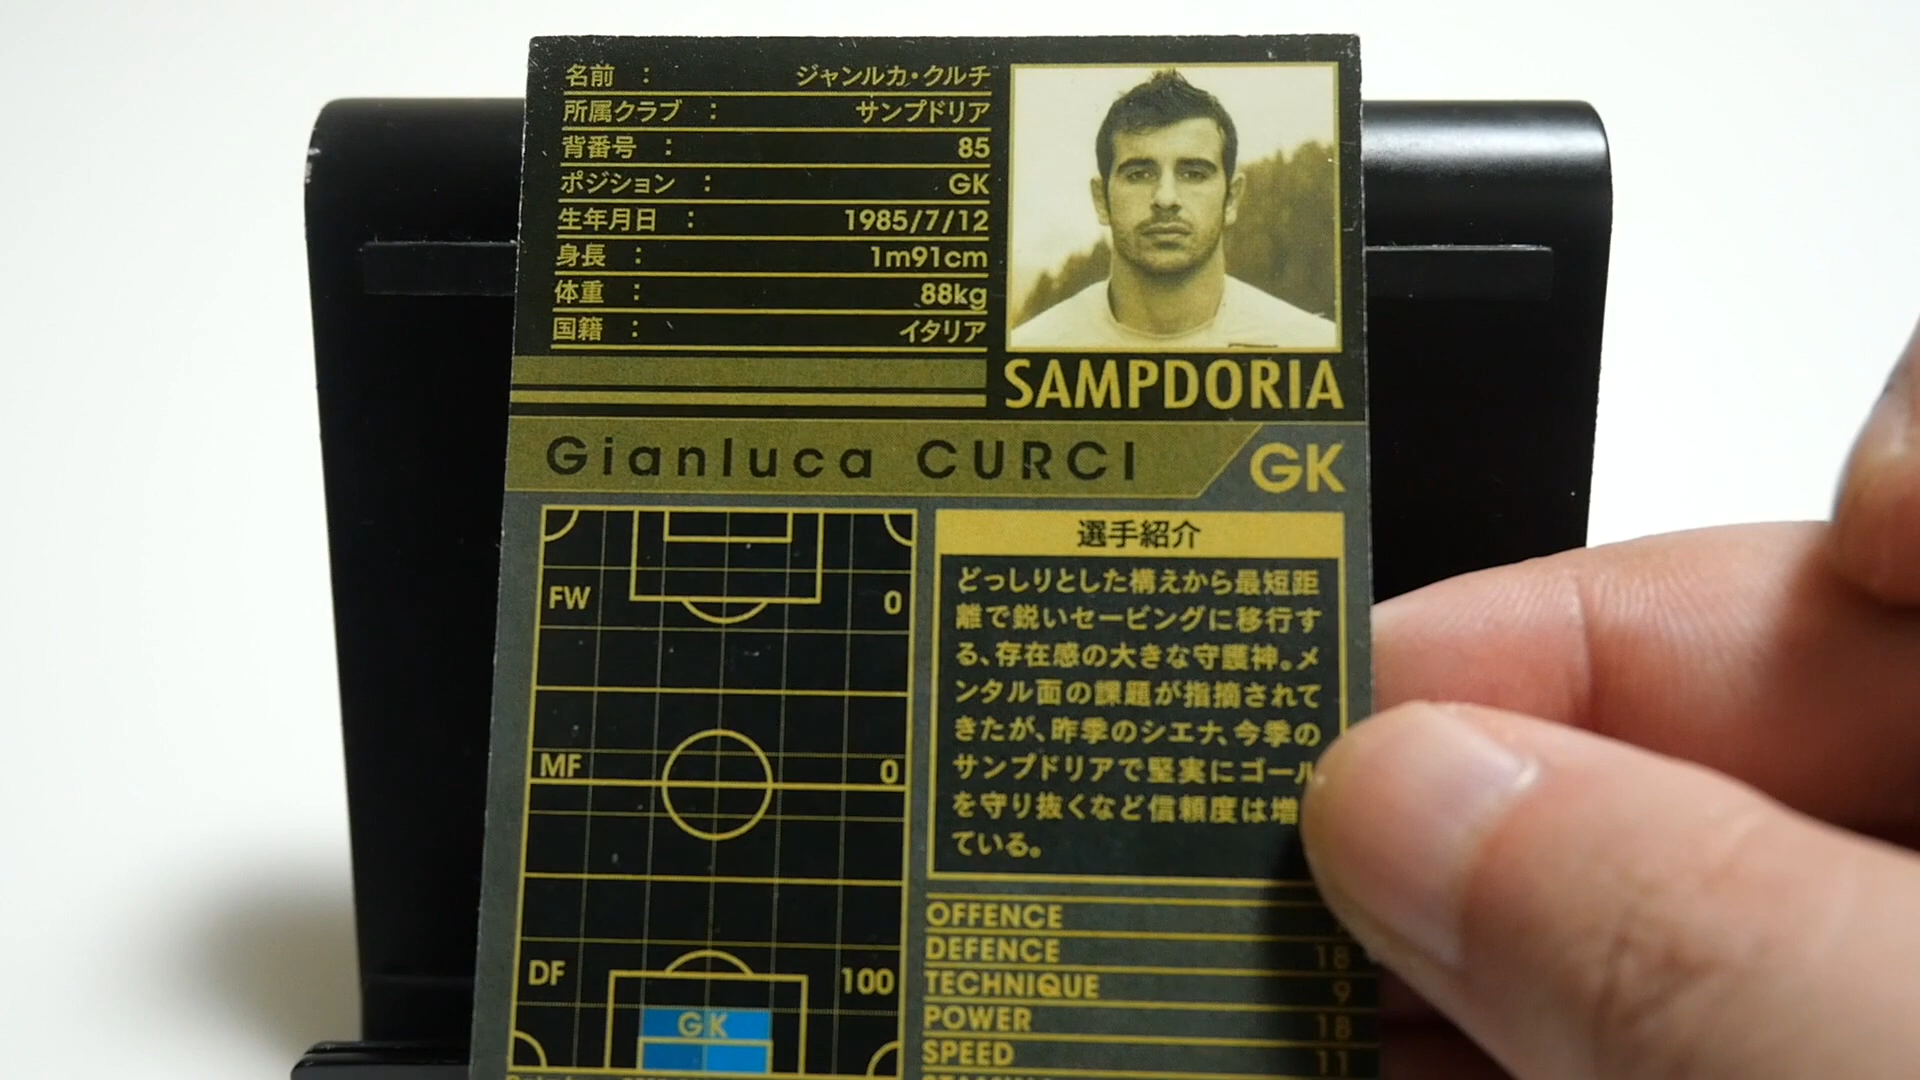 名前 : ジャンルカ・クルチ
所属クラブ : サンプドリア
背番号 : 85
ポジション : GK
生年月日 : 1985/7/12
身長 : 1m91cm
体重 : 88kg
国籍 : イタリア
SAMPDORIA
Gianluca CURCI GK
FW 0
MF 0
DF 100
GK
選手紹介
どっしりとした構えから最短距
離で鋭いセービングに移行す
る、存在感の大きな守護神。メ
ンタル面の課題が指摘されて
きたが、昨季のシエナ、今季の
サンプドリアで堅実にゴール
を守り抜くなど信頼度は増
ている。
OFFENCE
DEFENCE 18
TECHNIQUE 9
POWER 18
SPEED 11